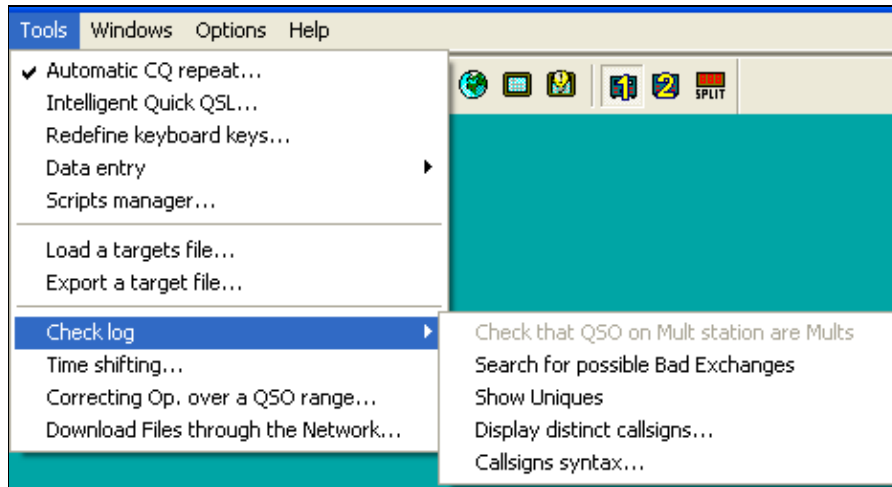 Tools Windows Options Help
Automatic CQ repeat...
Intelligent Quick QSL...
Redefine keyboard keys...
Data entry
Scripts manager...
Load a targets file...
Export a target file...
Check log
Time shifting...
Correcting Op. over a QSO range...
Download Files through the Network...
1 2 SPLIT
Check that QSO on Mult station are Mults
Search for possible Bad Exchanges
Show Uniques
Display distinct callsigns...
Callsigns syntax...